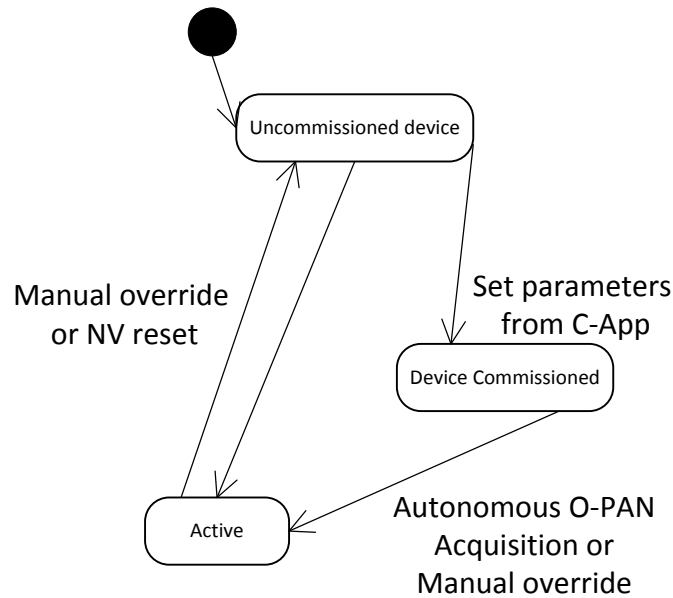 Uncommissioned device
Manual override
or NV reset
Set parameters
from C-App
Device Commissioned
Active
Autonomous O-PAN
Acquisition or
Manual override